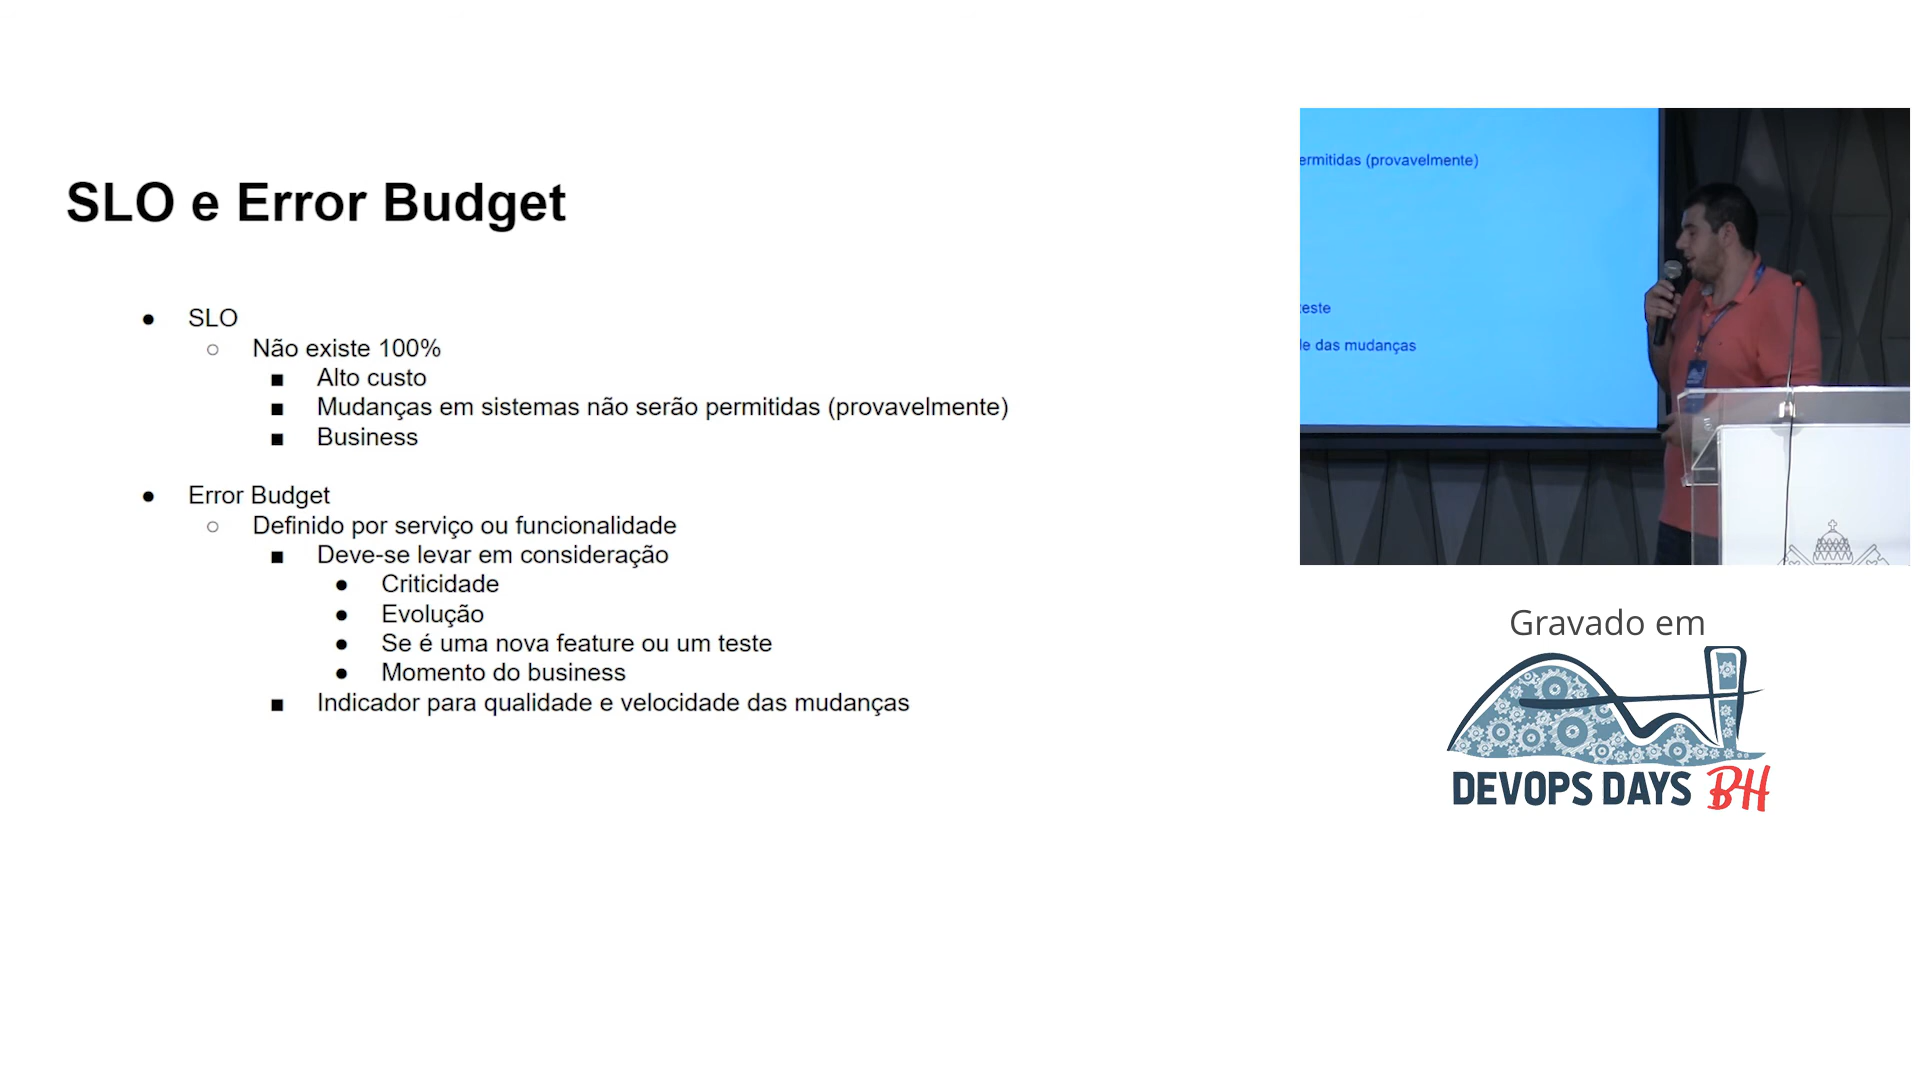 SLO e Error Budget
● SLO
○ Não existe 100%
■ Alto custo
■ Mudanças em sistemas não serão permitidas (provavelmente)
■ Business
● Error Budget
○ Definido por serviço ou funcionalidade
■ Deve-se levar em consideração
● Criticidade
● Evolução
● Se é uma nova feature ou um teste
● Momento do business
■ Indicador para qualidade e velocidade das mudanças
ermitidas (provavelmente)
teste
de das mudanças
Gravado em
DEVOPS DAYS BH